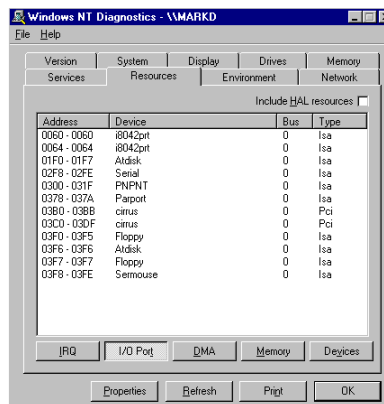 Windows NT Diagnostics - \\MARKD
File Help
Version System Display Drives Memory
Services Resources Environment Network
Include HAL resources
Address Device Bus Type
0060 - 0060 i8042prt 0 Isa
0064 - 0064 i8042prt 0 Isa
01F0 - 01F7 Atdisk 0 Isa
02F8 - 02FE Serial 0 Isa
0300 - 031F PNPNT 0 Isa
0378 - 037A Parport 0 Isa
03B0 - 03BB cirrus 0 Pci
03C0 - 03DF cirrus 0 Pci
03F0 - 03F5 Floppy 0 Isa
03F6 - 03F6 Atdisk 0 Isa
03F7 - 03F7 Floppy 0 Isa
03F8 - 03FE Sermouse 0 Isa
IRQ I/O Port DMA Memory Devices
Properties Refresh Print OK